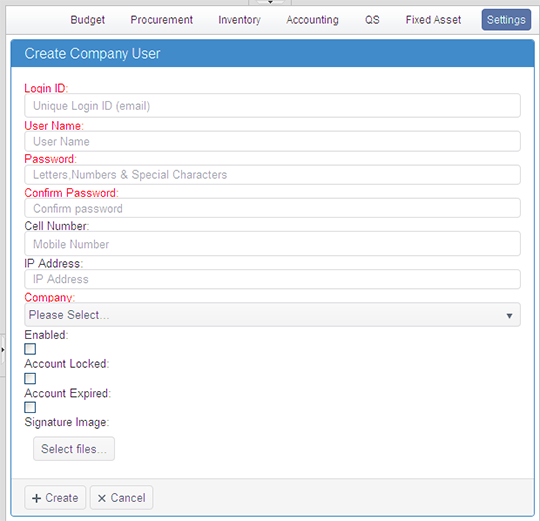 Budget Procurement Inventory Accounting QS Fixed Asset Settings
Create Company User
Login ID:
Unique Login ID (email)
User Name:
User Name
Password:
Letters,Numbers & Special Characters
Confirm Password:
Confirm password
Cell Number:
Mobile Number
IP Address:
IP Address
Company:
Please Select...
Enabled:
Account Locked:
Account Expired:
Signature Image:
Select files...
Create Cancel